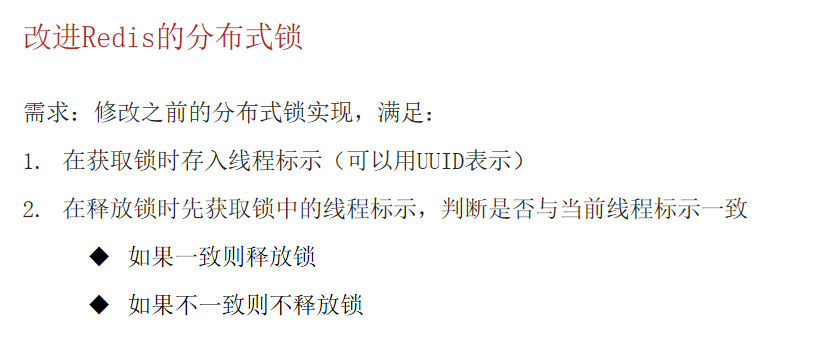 改进Redis的分布式锁
需求：修改之前的分布式锁实现，满足：
1. 在获取锁时存入线程标示（可以用UUID表示）
2. 在释放锁时先获取锁中的线程标示，判断是否与当前线程标示一致
◆ 如果一致则释放锁
◆ 如果不一致则不释放锁